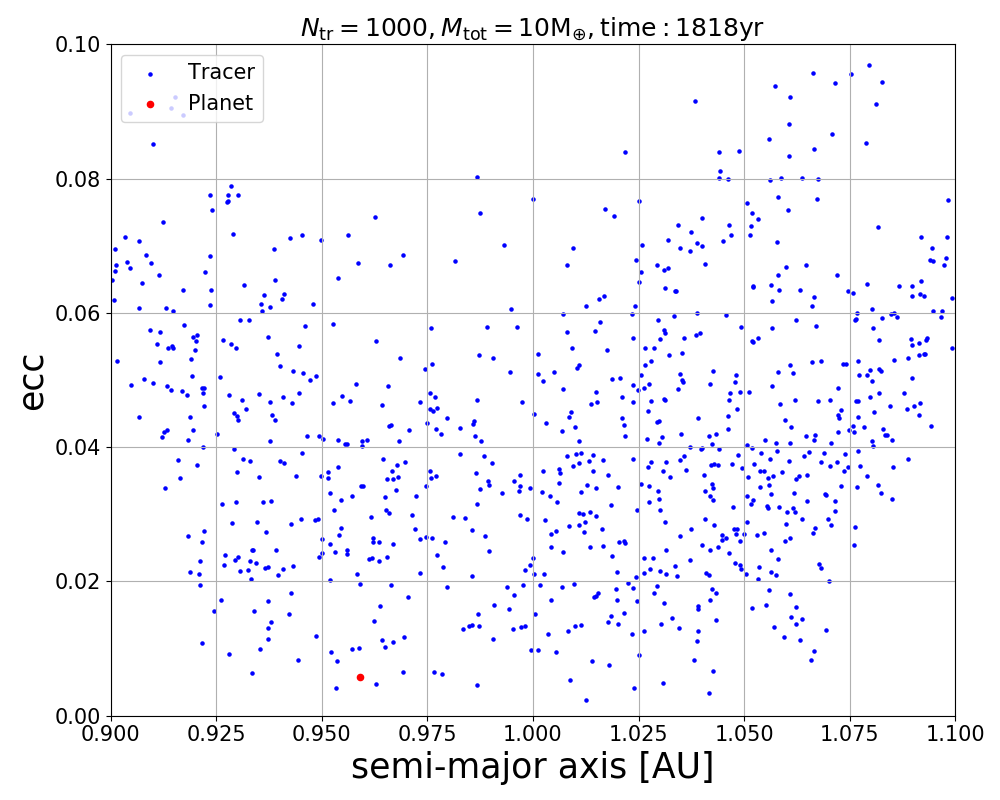 N_tr = 1000, M_tot = 10M_⊕, time : 1818yr
0.10
Tracer
Planet
0.08
0.06
ecc
0.04
0.02
0.00
0.900 0.925 0.950 0.975 1.000 1.025 1.050 1.075 1.100
semi-major axis [AU]